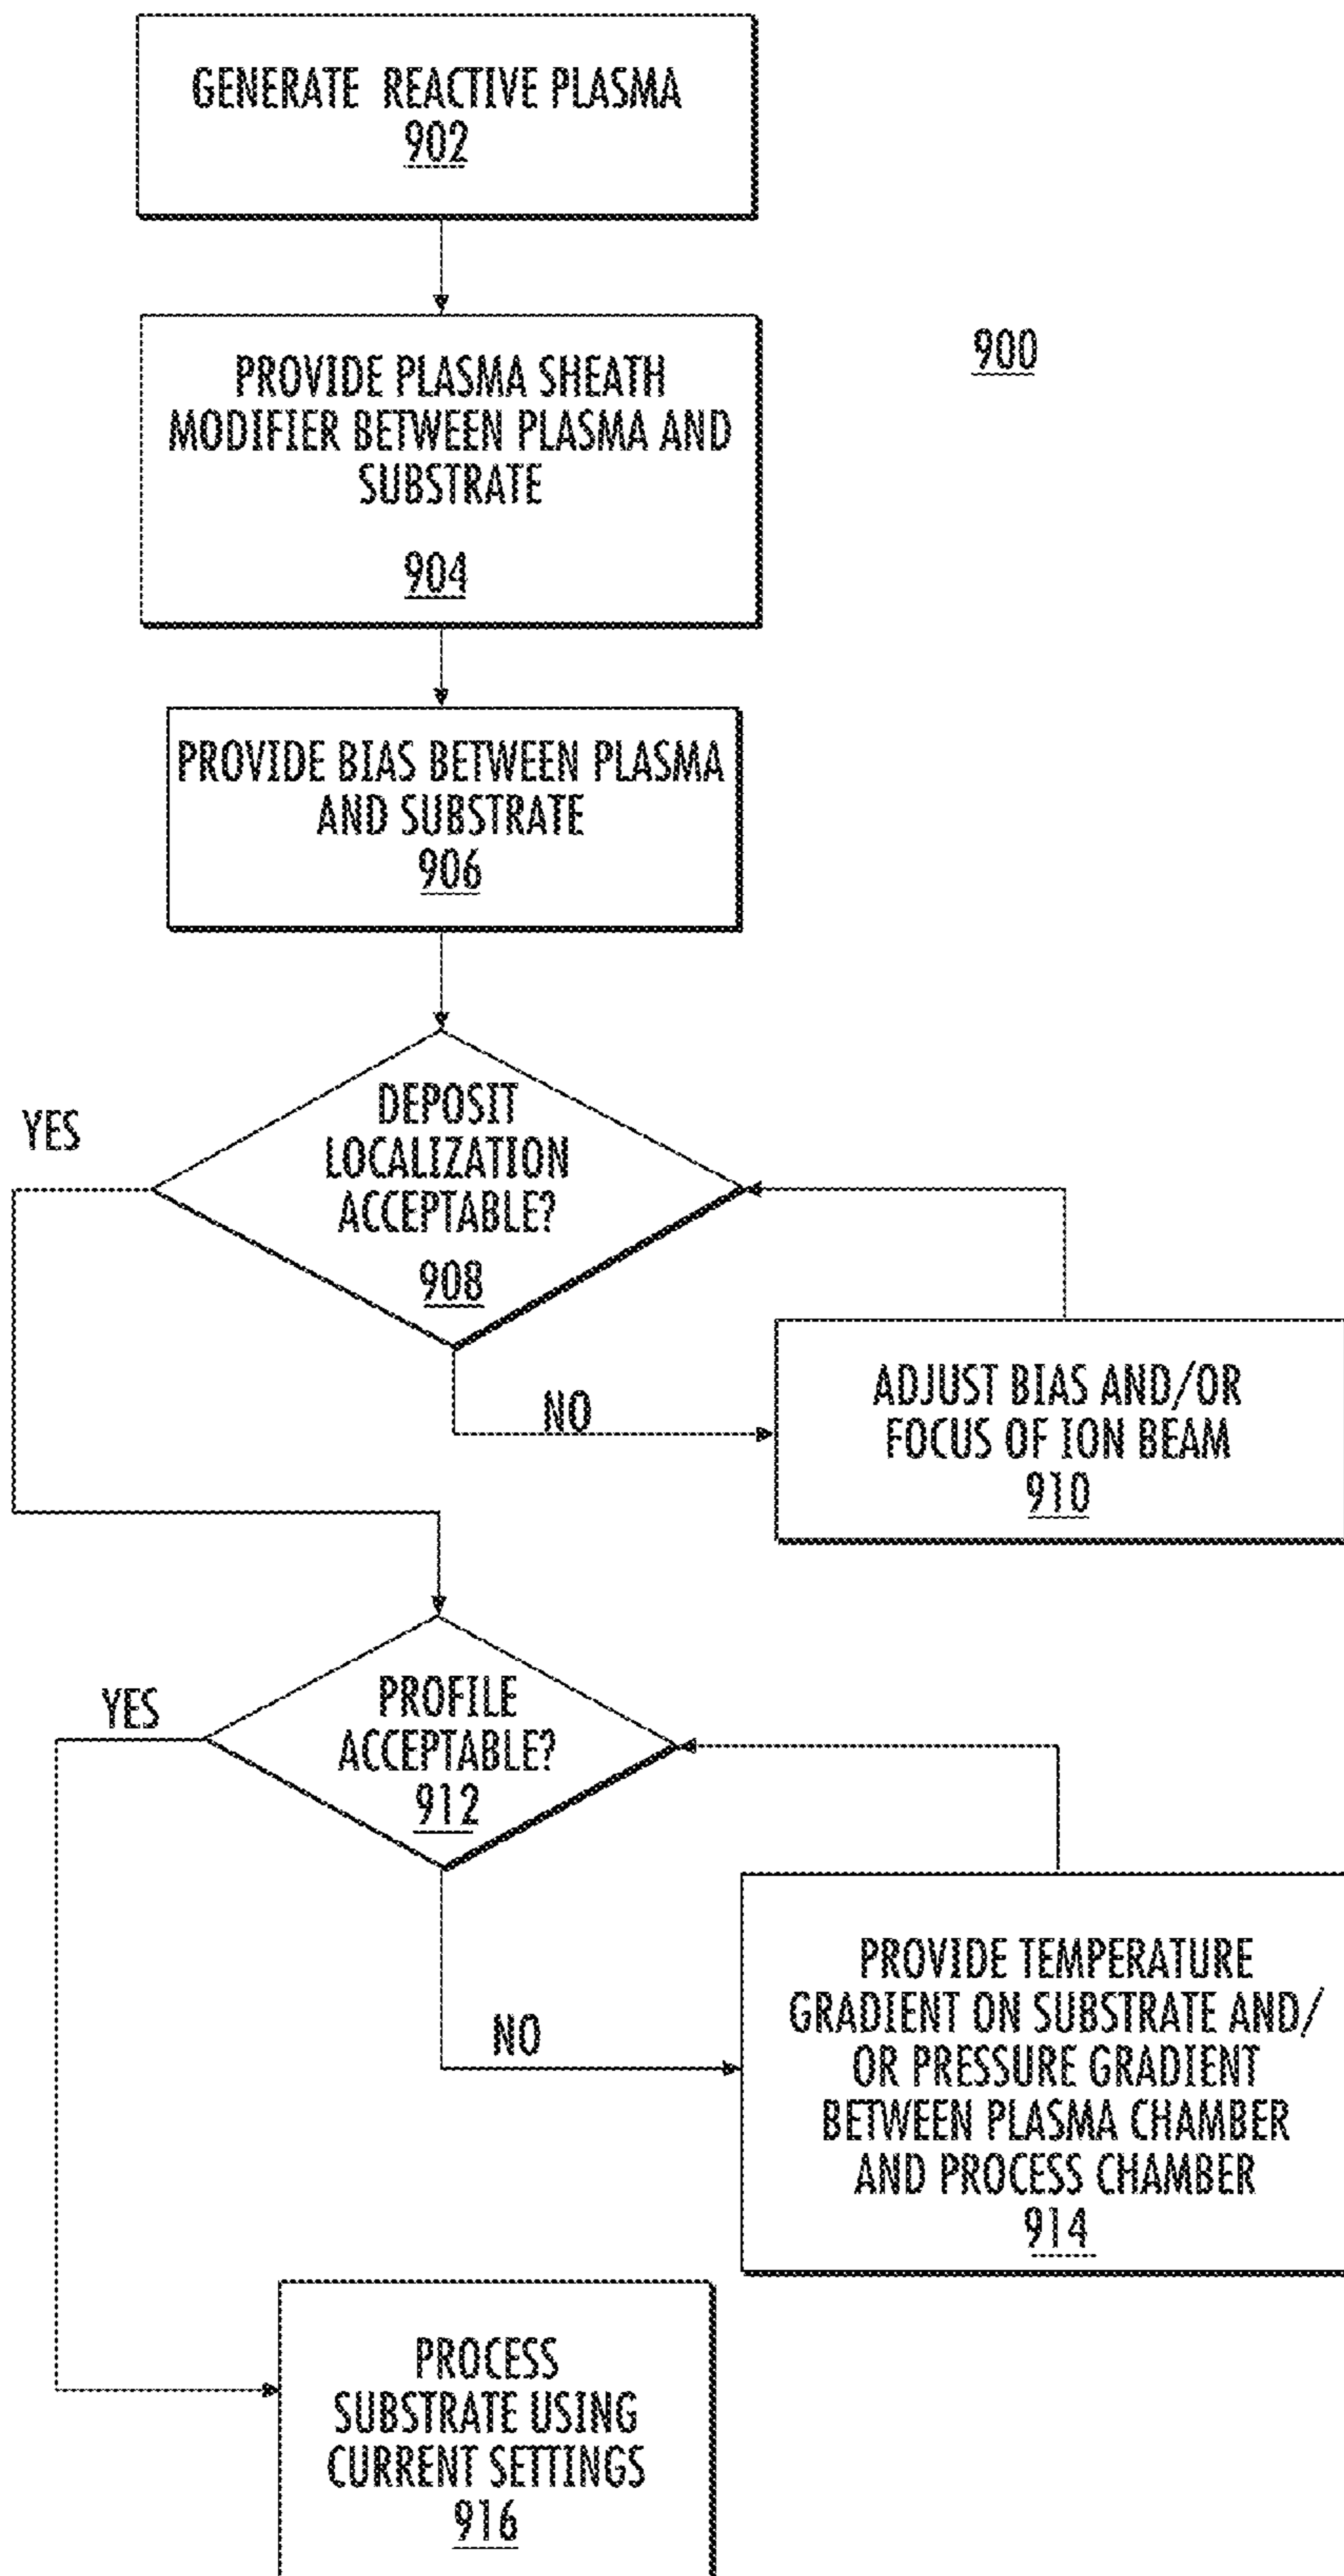 GENERATE REACTIVE PLASMA
902
PROVIDE PLASMA SHEATH
MODIFIER BETWEEN PLASMA AND
SUBSTRATE
904
900
PROVIDE BIAS BETWEEN PLASMA
AND SUBSTRATE
906
YES
DEPOSIT
LOCALIZATION
ACCEPTABLE?
908
NO
ADJUST BIAS AND/OR
FOCUS OF ION BEAM
910
YES
PROFILE
ACCEPTABLE?
912
NO
PROVIDE TEMPERATURE
GRADIENT ON SUBSTRATE AND/
OR PRESSURE GRADIENT
BETWEEN PLASMA CHAMBER
AND PROCESS CHAMBER
914
PROCESS
SUBSTRATE USING
CURRENT SETTINGS
916